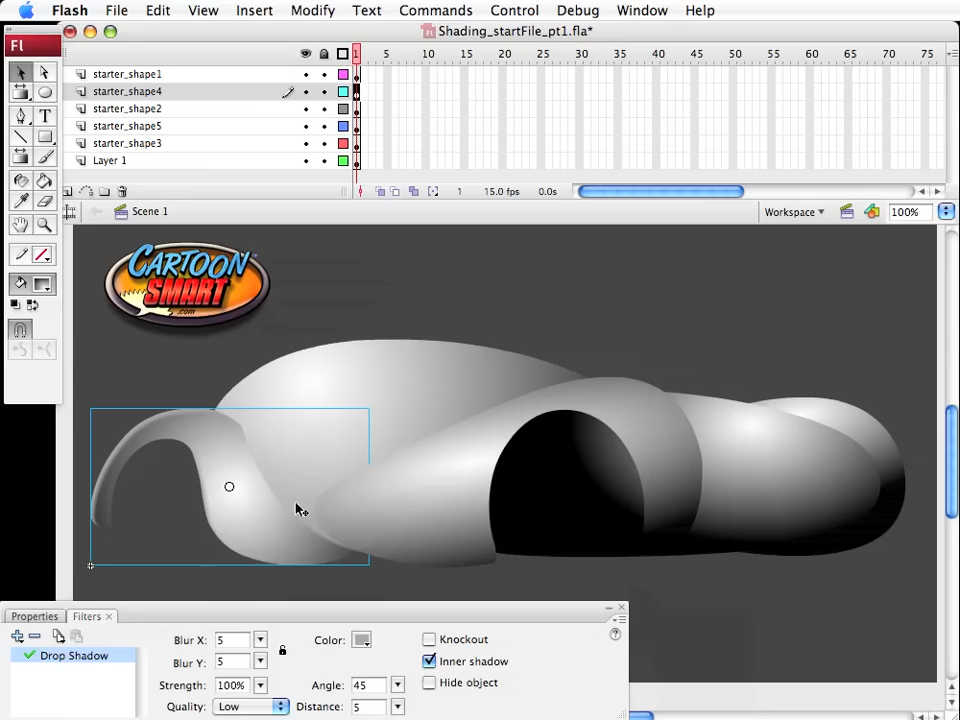 Flash File Edit View Insert Modify Text Commands Control Debug Window Help
Shading_startFile_pt1.fla*
Fl
1 5 10 15 20 25 30 35 40 45 50 55 60 65 70 75
starter_shape1
starter_shape4
starter_shape2
starter_shape5
starter_shape3
Layer 1
1 15.0 fps 0.0s
Scene 1 Workspace 100%
CARTOON
SMART
.com
Properties Filters
Drop Shadow
Blur X: 5 Color: Knockout
Blur Y: 5 Inner shadow
Strength: 100% Angle: 45 Hide object
Quality: Low Distance: 5